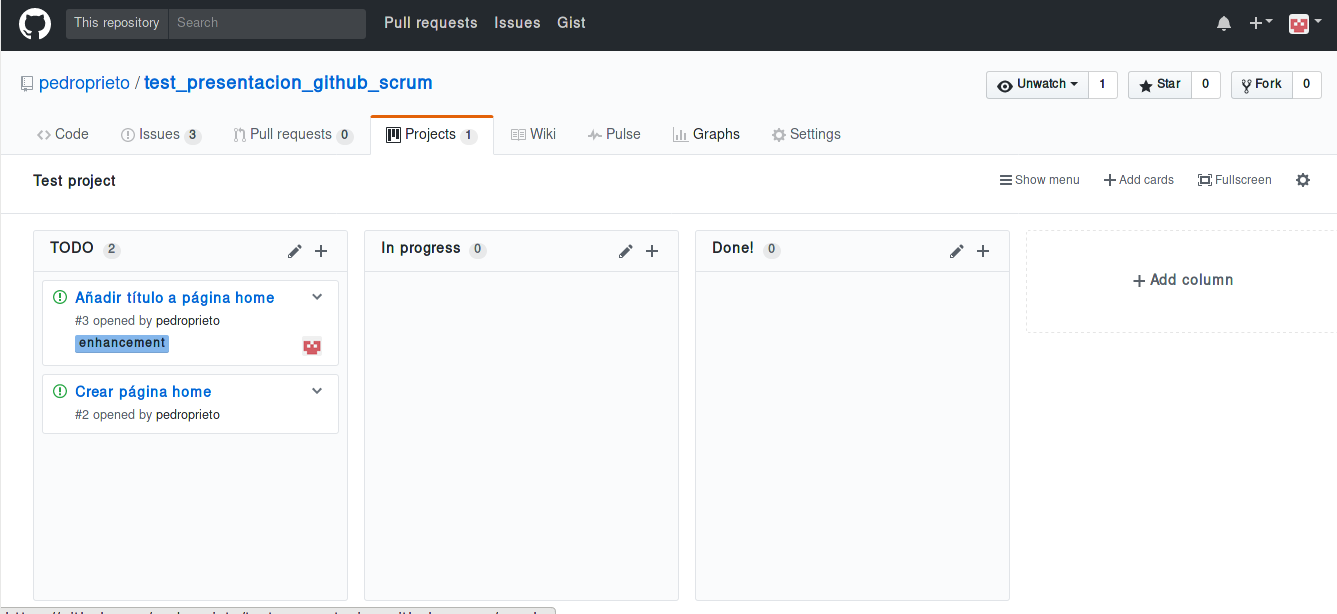 This repository Search Pull requests Issues Gist
pedroprieto / test_presentacion_github_scrum Unwatch 1 Star 0 Fork 0
Code Issues 3 Pull requests 0 Projects 1 Wiki Pulse Graphs Settings
Test project Show menu Add cards Fullscreen
TODO 2
Añadir título a página home
#3 opened by pedroprieto
enhancement
Crear página home
#2 opened by pedroprieto
In progress 0
Done! 0
Add column